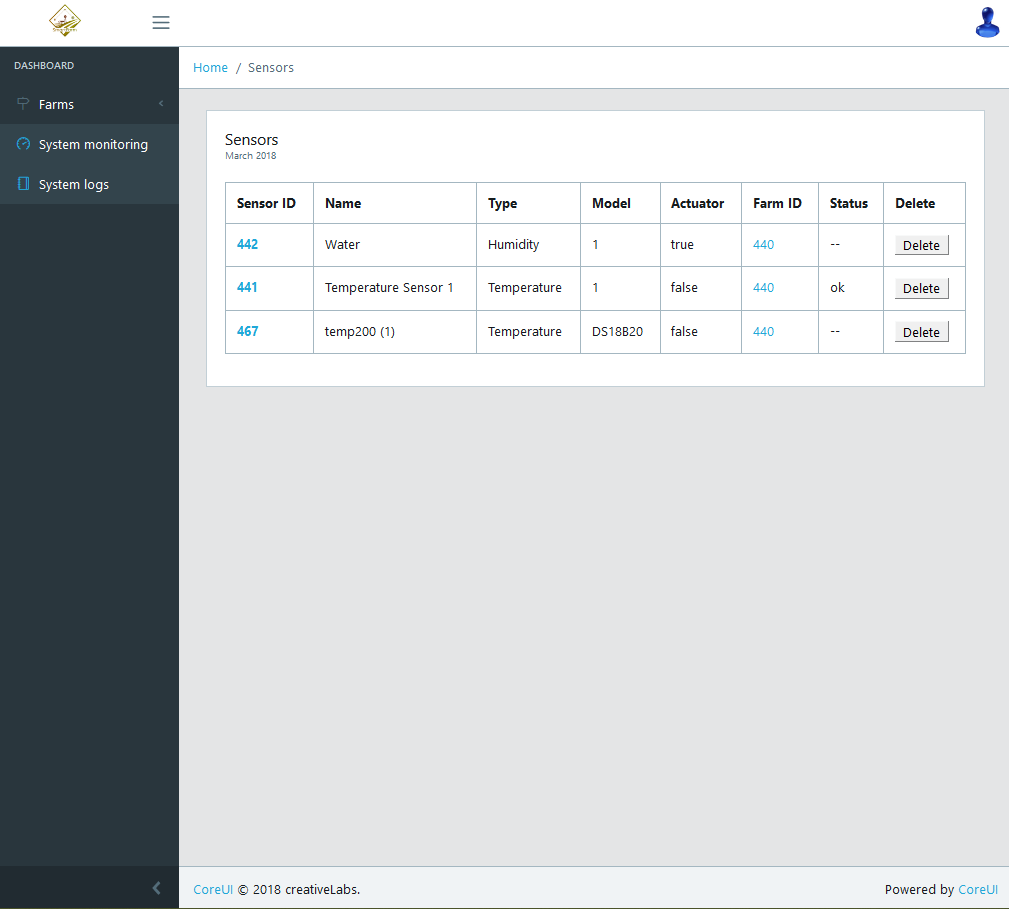 DASHBOARD
Farms
System monitoring
System logs
Home / Sensors
Sensors
March 2018
Sensor ID Name Type Model Actuator Farm ID Status Delete
442 Water Humidity 1 true 440 -- Delete
441 Temperature Sensor 1 Temperature 1 false 440 ok Delete
467 temp200 (1) Temperature DS18B20 false 440 -- Delete
CoreUI © 2018 creativeLabs.
Powered by CoreUI